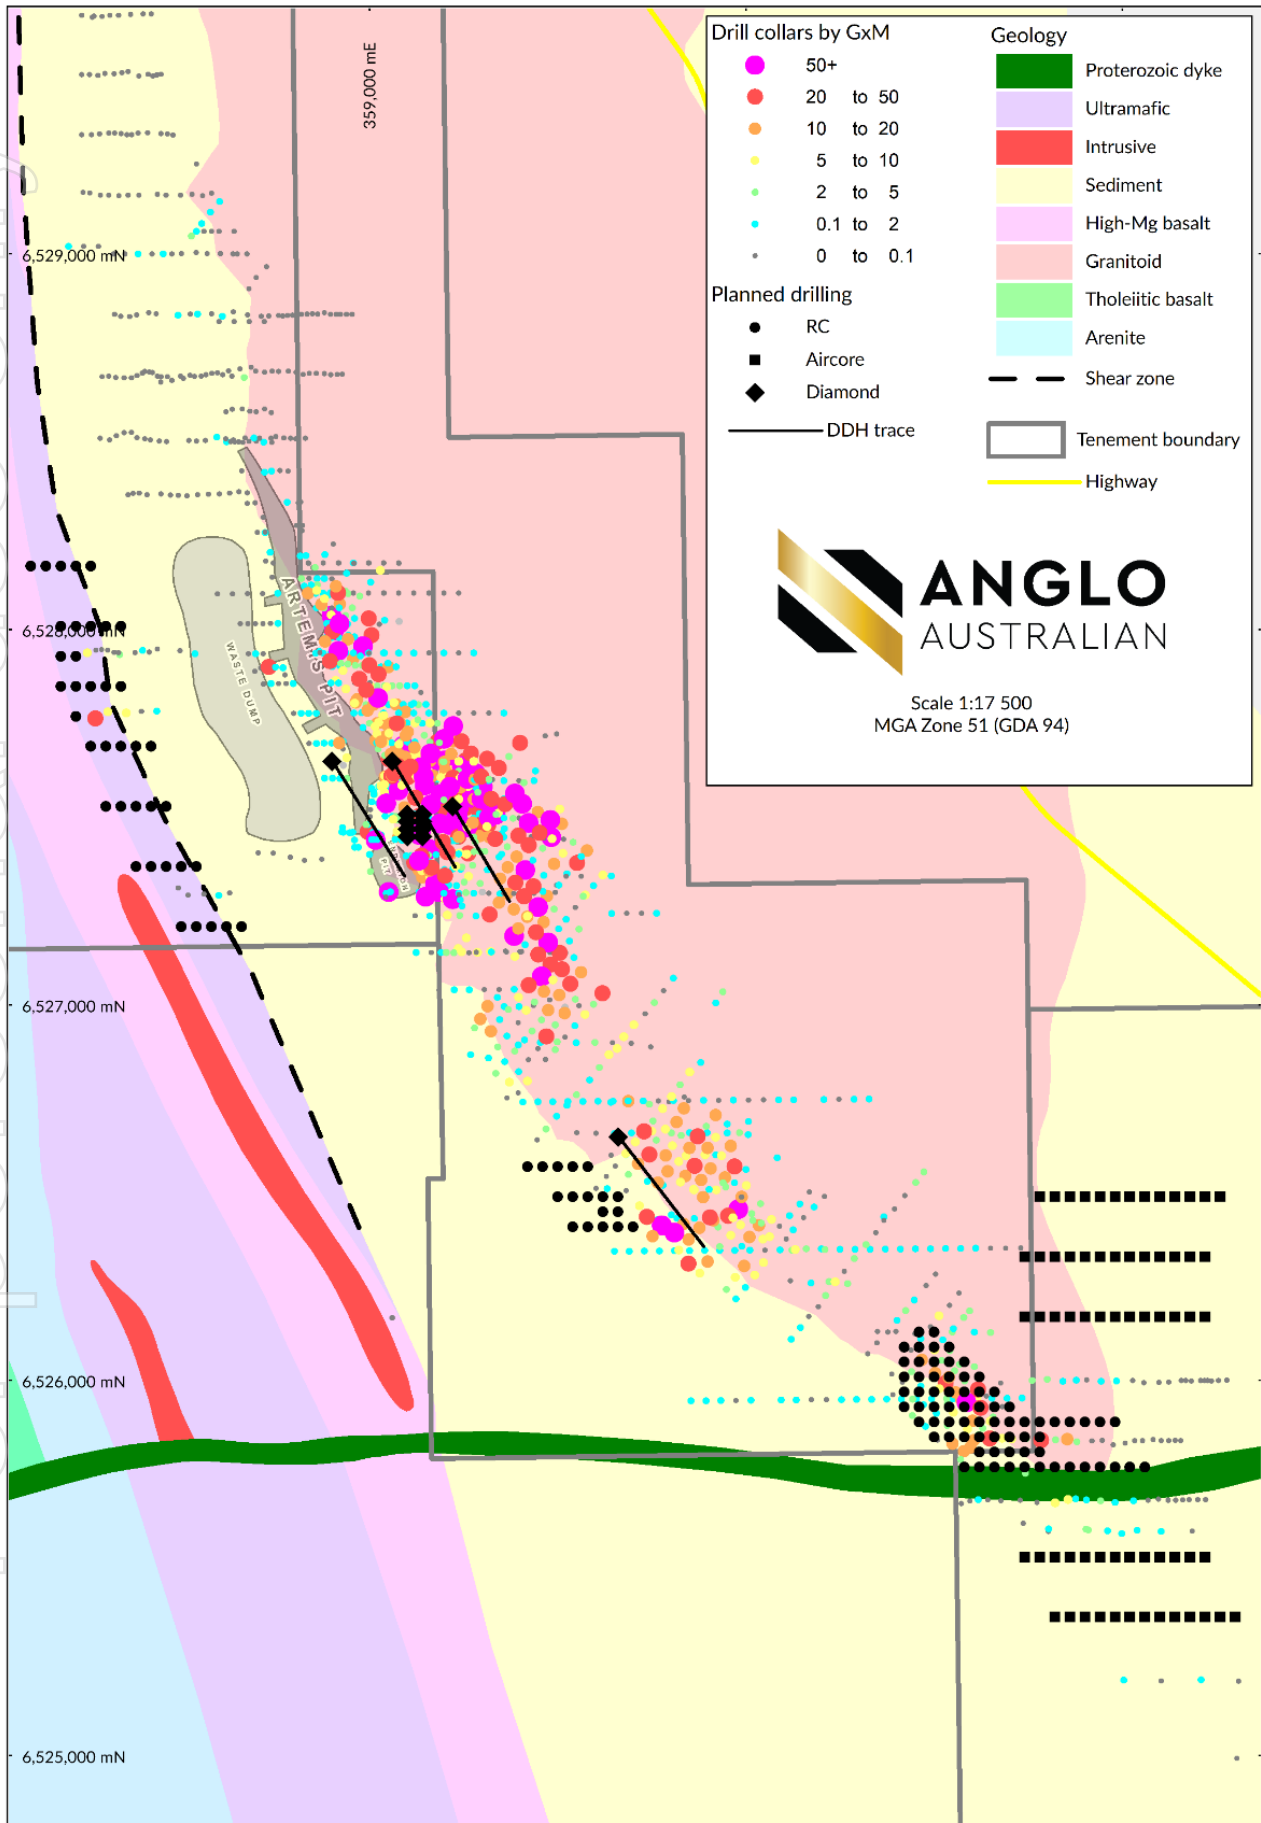 359,000 mE
6,529,000 mN
6,528,000 mN
6,527,000 mN
6,526,000 mN
6,525,000 mN
ARTEMIS PIT
WASTE DUMP
PIT
Drill collars by GxM
50+
20 to 50
10 to 20
5 to 10
2 to 5
0.1 to 2
0 to 0.1
Planned drilling
RC
Aircore
Diamond
DDH trace
Geology
Proterozoic dyke
Ultramafic
Intrusive
Sediment
High-Mg basalt
Granitoid
Tholeiitic basalt
Arenite
Shear zone
Tenement boundary
Highway
ANGLO
AUSTRALIAN
Scale 1:17 500
MGA Zone 51 (GDA 94)